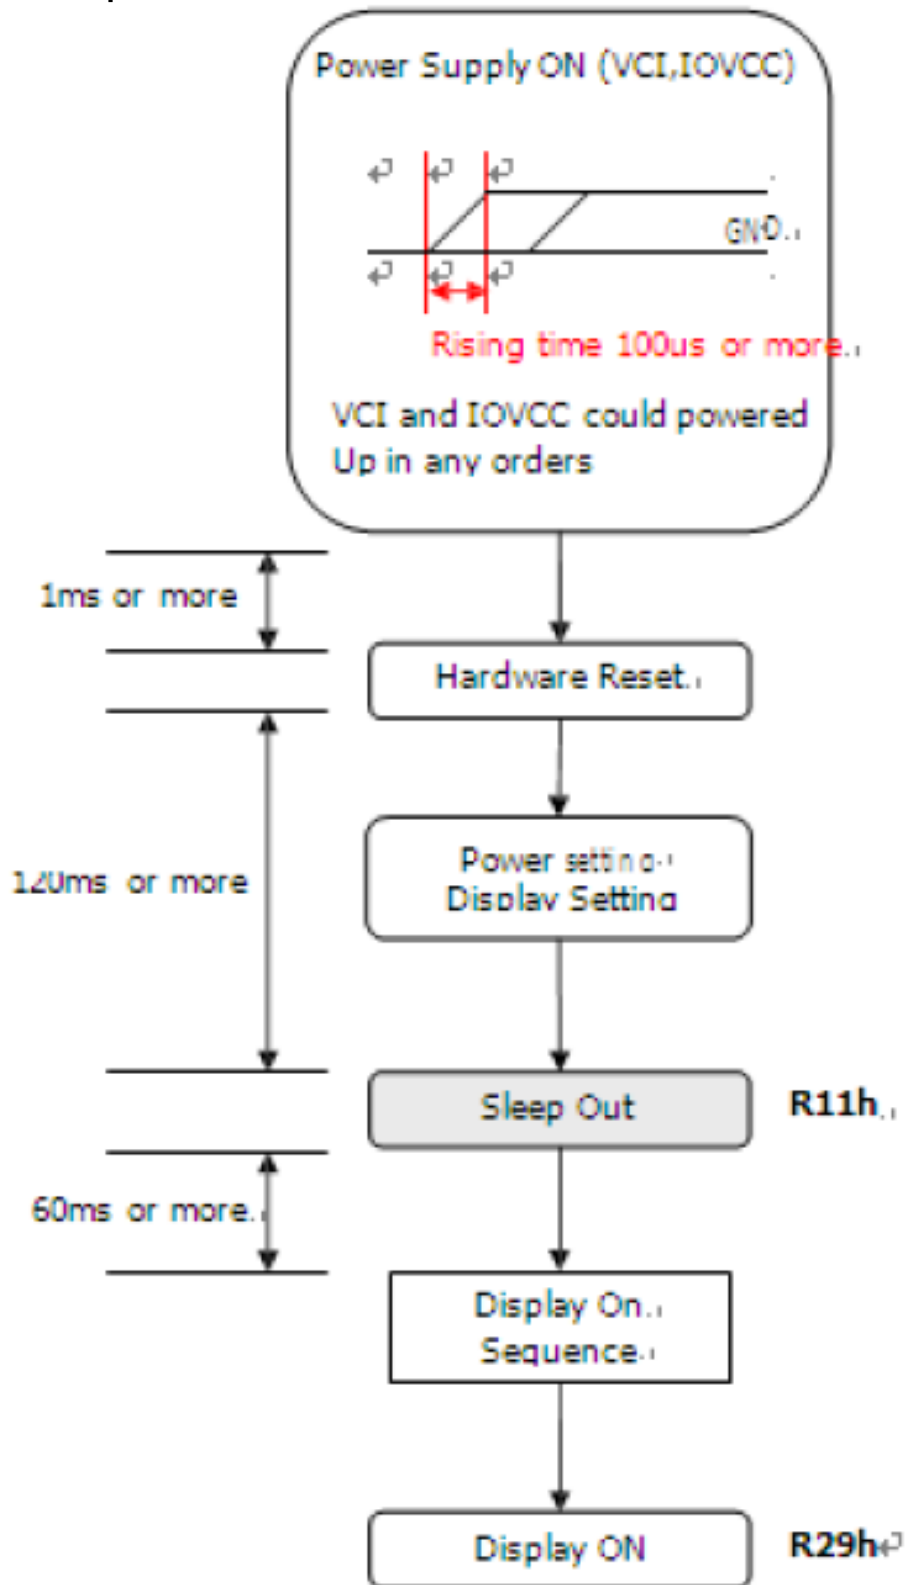 Power Supply ON (VCI,IOVCC)
GND
Rising time 100us or more.
VCI and IOVCC could powered
Up in any orders
1ms or more
Hardware Reset.
120ms or more
Power setting
Display Setting
Sleep Out
R11h
60ms or more.
Display On
Sequence
Display ON
R29h